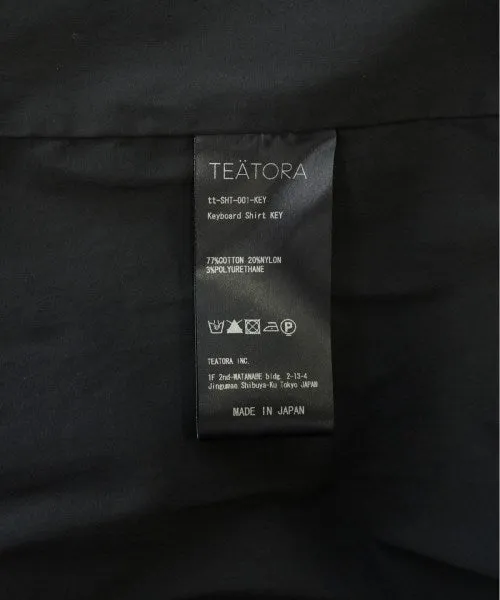 TEÄTORA
tt-SHT-001-KEY
Keyboard Shirt KEY
77%COTTON 20%NYLON
3%POLYURETHANE
P
TEATORA INC.
1F 2nd-WATANABE bldg. 2-13-4
Jingumae Shibuya-Ku Tokyo JAPAN
MADE IN JAPAN